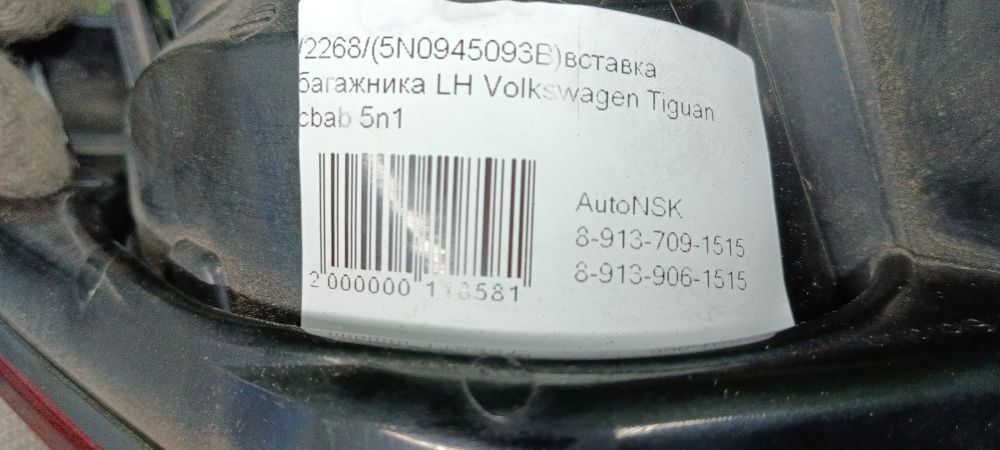 /2268/(5N0945093B)вставка
багажника LH Volkswagen Tiguan
cbab 5n1
AutoNSK
8-913-709-1515
8-913-906-1515
2 000000 118581